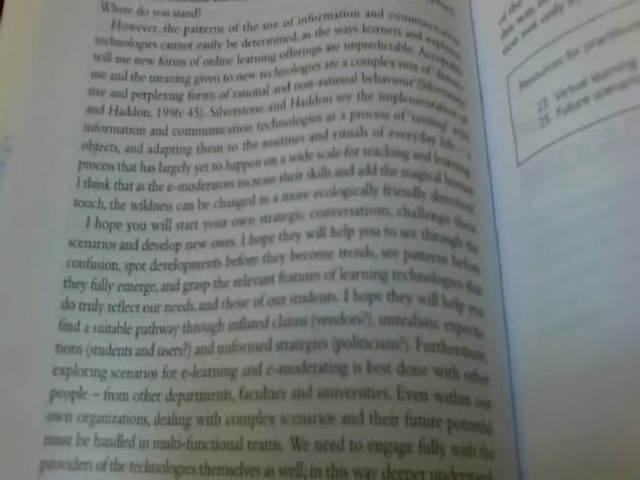 Where do you stand?
However, the patterns of the use of information and communication
technologies cannot easily be determined, as the ways learners and
will use new forms of online learning offerings are unpredictable.
use and the meaning given to new technologies are a complex mix of
and perplexing forms of rational and non-rational behaviour' (Silverstone
and Haddon, 1996: 45). Silverstone and Haddon see the implementation of
information and communication technologies as a process of 'taming' wild
objects, and adapting them to the routines and rituals of everyday life – a
process that has largely yet to happen on a wide scale for teaching and learning.
I think that as the e-moderators increase their skills and add the magical human
touch, the wildness can be changed in a more ecologically friendly direction!
I hope you will start your own strategic conversations, challenge these
scenarios and develop new ones. I hope they will help you to see through the
confusion, spot developments before they become trends, see patterns before
they fully emerge, and grasp the relevant features of learning technologies that
do truly reflect our needs, and those of our students. I hope they will help you
find a suitable pathway through inflated claims (vendors?), unrealistic expecta-
tions (students and users?) and unformed strategies (politicians?). Furthermore,
exploring scenarios for e-learning and e-moderating is best done with other
people – from other departments, faculties and universities. Even within our
own organizations, dealing with complex scenarios and their future potential
must be handled in multi-functional teams. We need to engage fully with the
providers of the technologies themselves as well; in this way deeper
of the
this way,
not only
Resources for practitioners
23 Virtual learning
25 Future scenarios